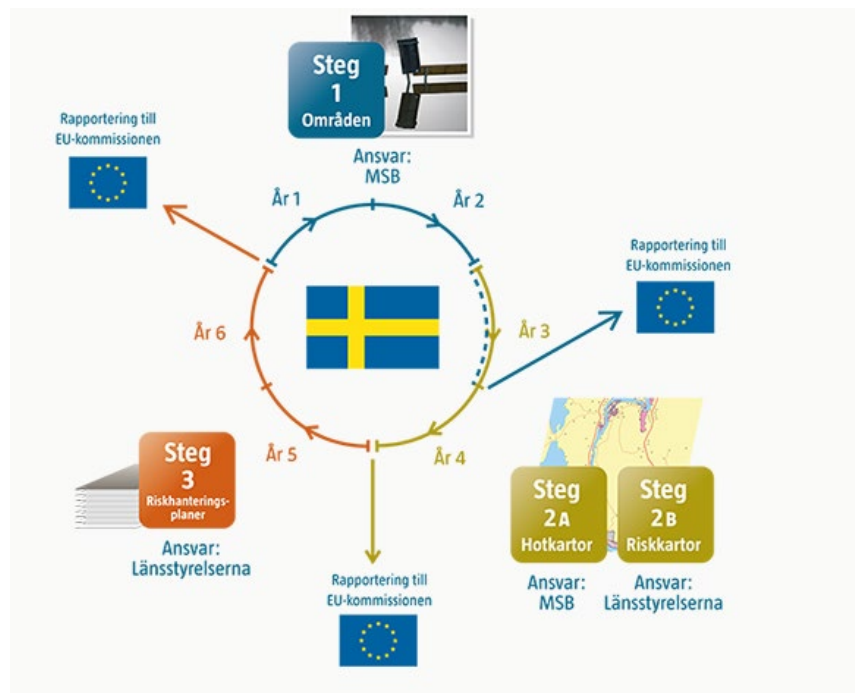 Steg
1
Områden
Ansvar:
MSB
Rapportering till
EU-kommissionen
År 1
År 2
Rapportering till
EU-kommissionen
År 6
År 3
År 5
År 4
Steg
3
Riskhanterings-
planer
Ansvar:
Länsstyrelserna
Steg
2A
Hotkartor
Ansvar:
MSB
Steg
2B
Riskkartor
Ansvar:
Länsstyrelserna
Rapportering till
EU-kommissionen